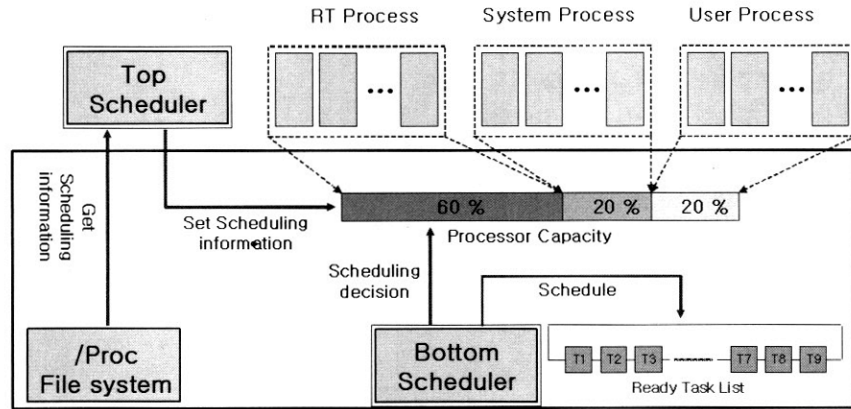 RT Process
System Process
User Process
Top
Scheduler
Get
Scheduling
information
Set Scheduling
information
60 %
20 %
20 %
Processor Capacity
Scheduling
decision
Schedule
/Proc
File system
Bottom
Scheduler
T1
T2
T3
T7
T8
T9
Ready Task List